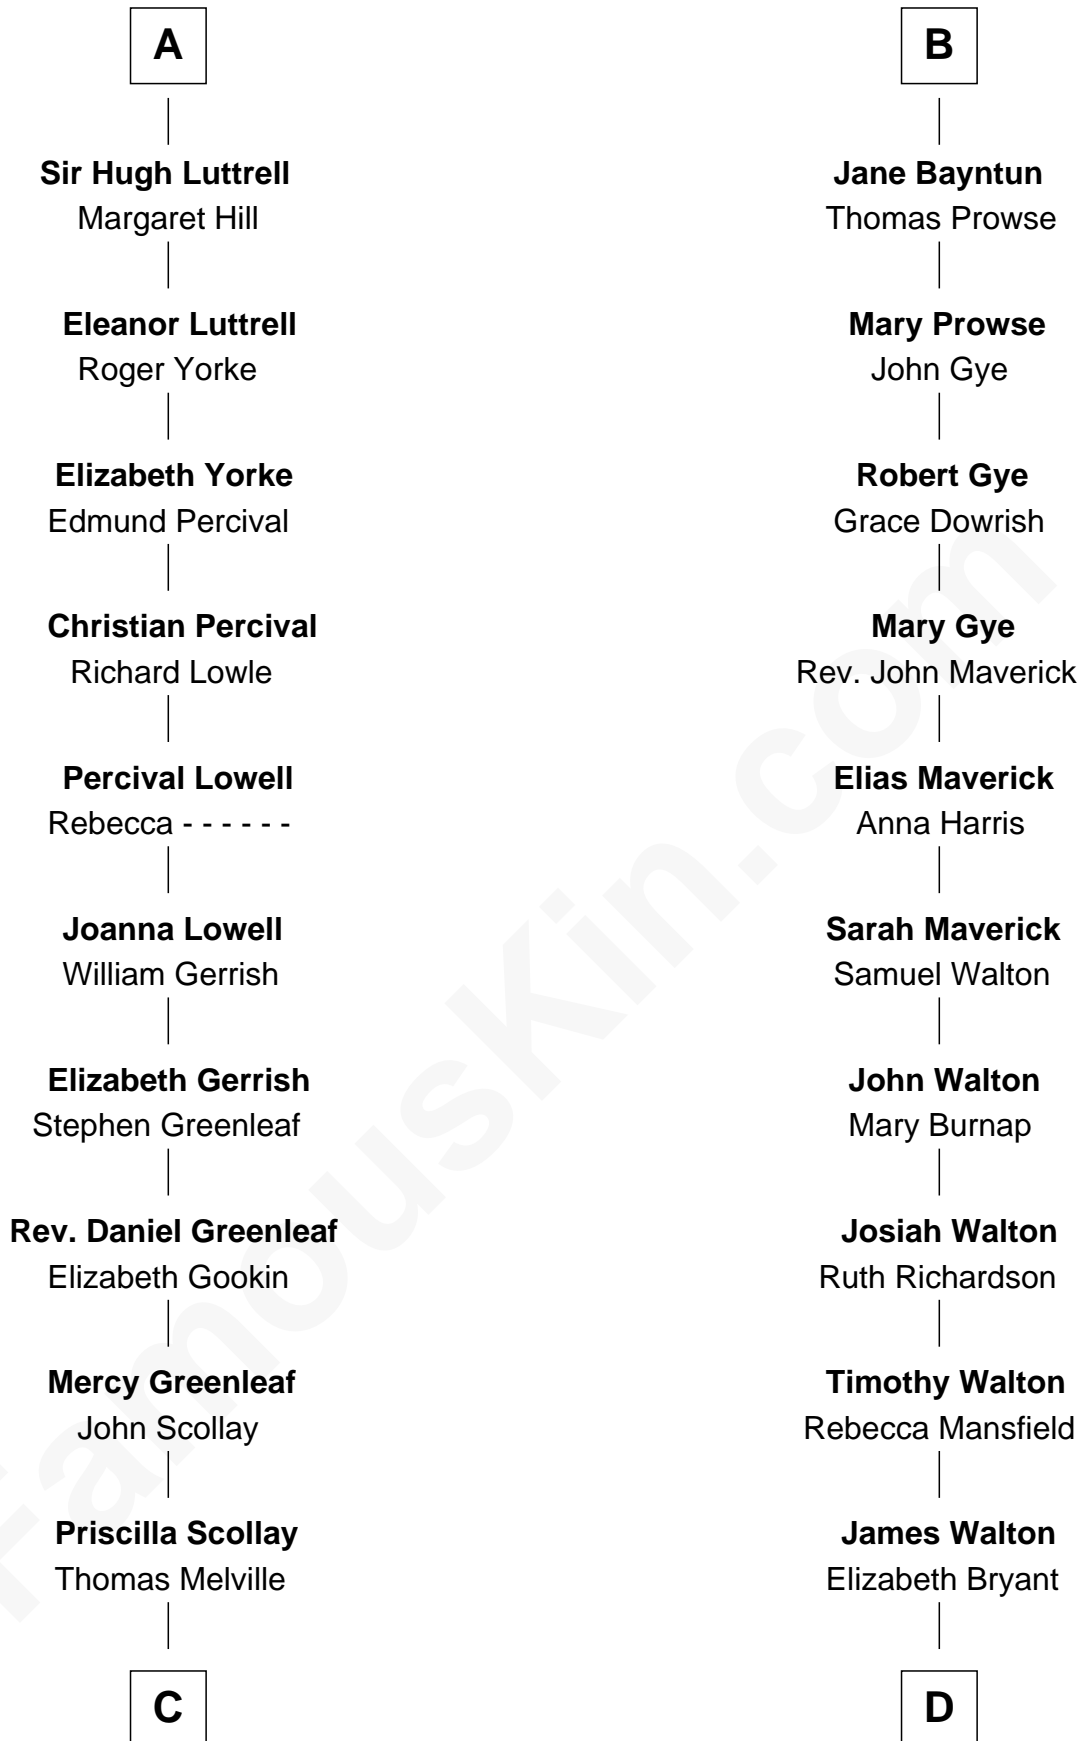 A
Sir Hugh Luttrell
Margaret Hill
Eleanor Luttrell
Roger Yorke
Elizabeth Yorke
Edmund Percival
Christian Percival
Richard Lowle
Percival Lowell
Rebecca - - - - - -
Joanna Lowell
William Gerrish
Elizabeth Gerrish
Stephen Greenleaf
Rev. Daniel Greenleaf
Elizabeth Gookin
Mercy Greenleaf
John Scollay
Priscilla Scollay
Thomas Melville
C
B
Jane Bayntun
Thomas Prowse
Mary Prowse
John Gye
Robert Gye
Grace Dowrish
Mary Gye
Rev. John Maverick
Elias Maverick
Anna Harris
Sarah Maverick
Samuel Walton
John Walton
Mary Burnap
Josiah Walton
Ruth Richardson
Timothy Walton
Rebecca Mansfield
James Walton
Elizabeth Bryant
D
FamousKin.com